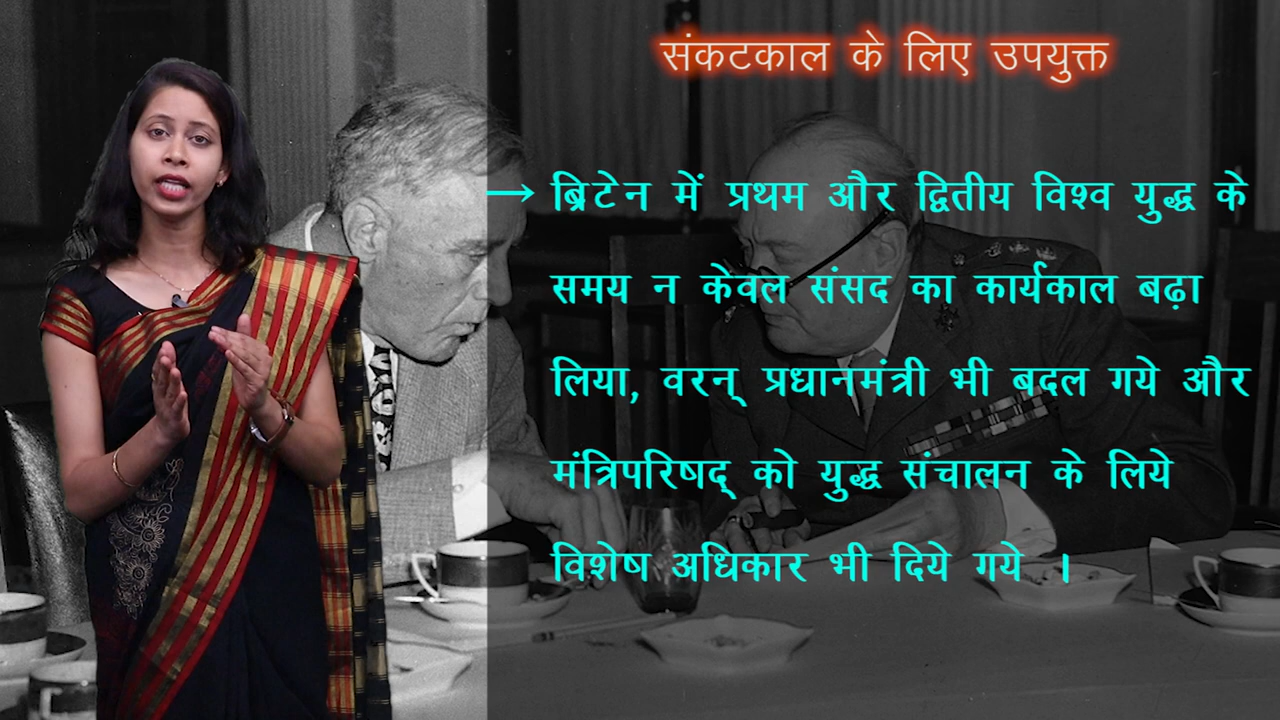 संकटकाल के लिए उपयुक्त
→ ब्रिटेन में प्रथम और द्वितीय विश्व युद्ध के
समय न केवल संसद का कार्यकाल बढ़ा
लिया, वरन् प्रधानमंत्री भी बदल गये और
मंत्रिपरिषद् को युद्ध संचालन के लिये
विशेष अधिकार भी दिये गये ।